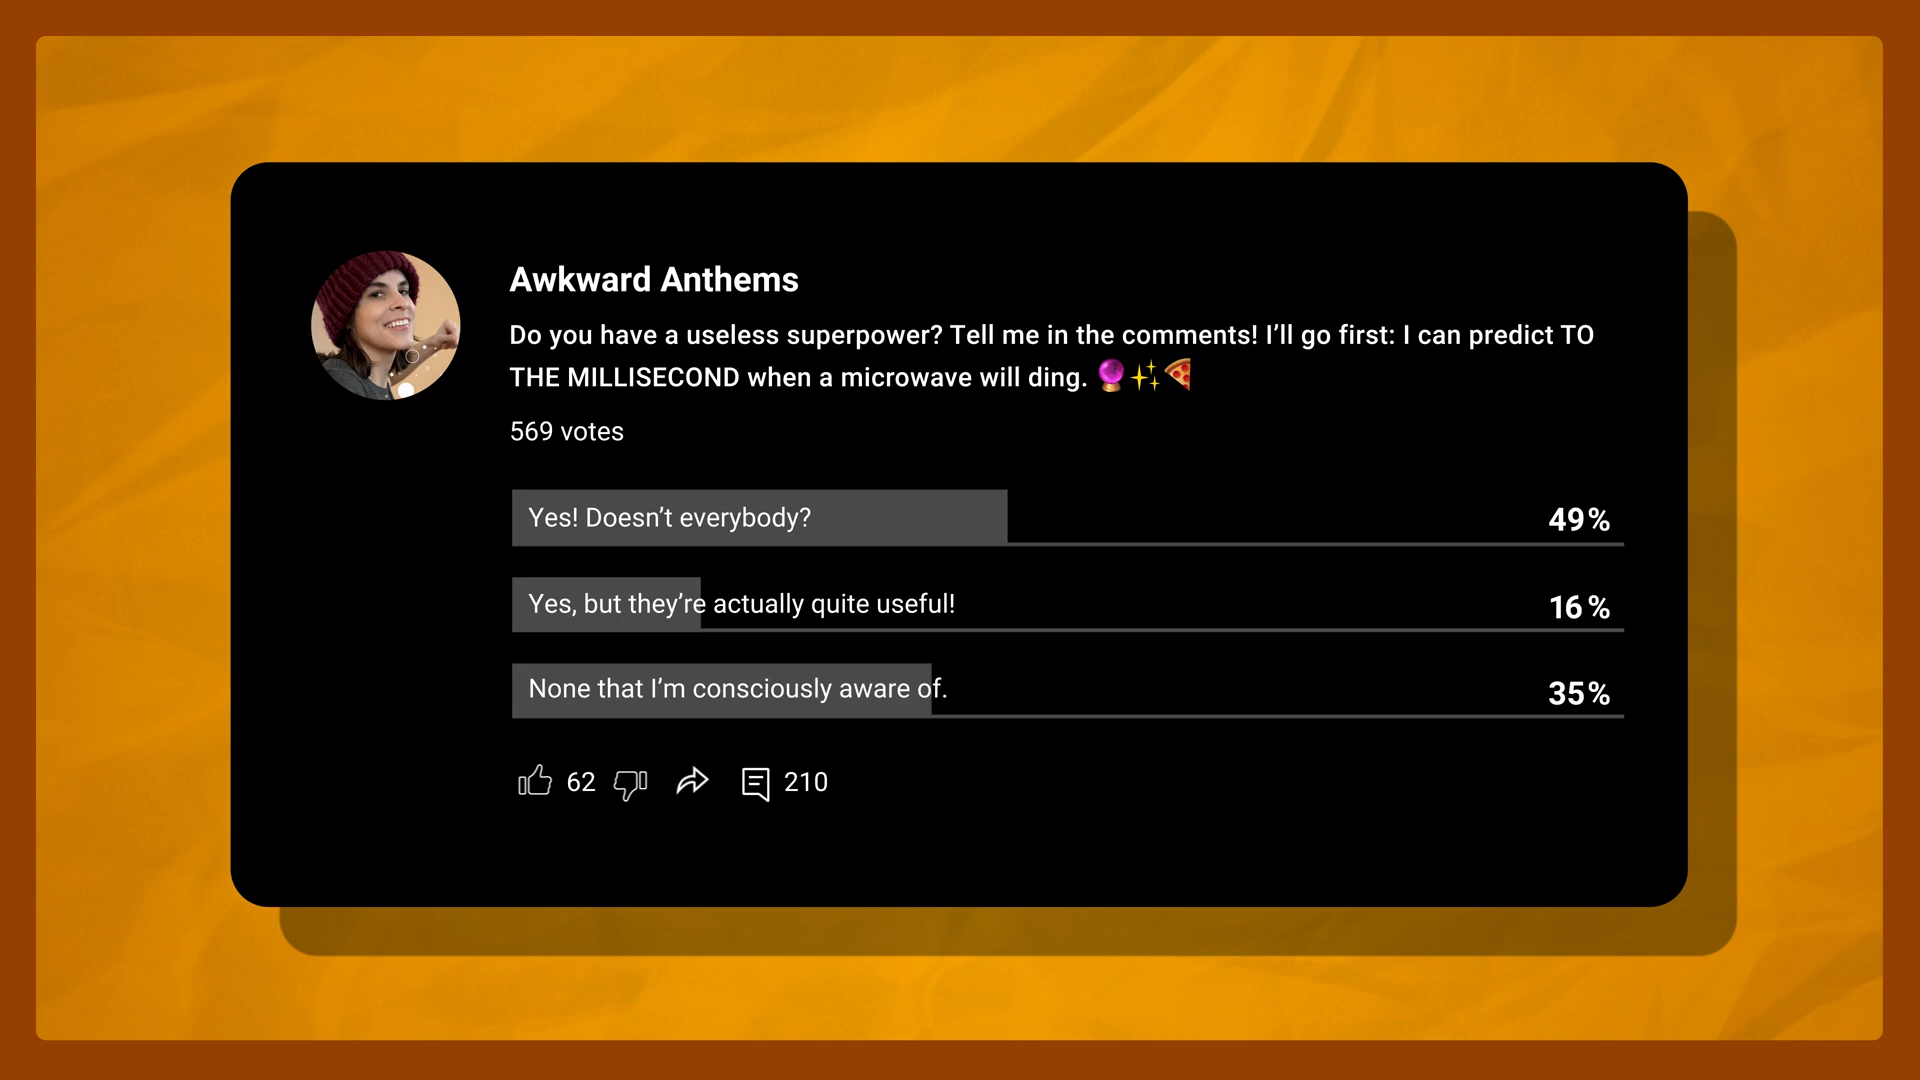 Awkward Anthems
Do you have a useless superpower? Tell me in the comments! I’ll go first: I can predict TO
THE MILLISECOND when a microwave will ding. 🔮✨🍕
569 votes
Yes! Doesn’t everybody? 49%
Yes, but they’re actually quite useful! 16%
None that I’m consciously aware of. 35%
62 210